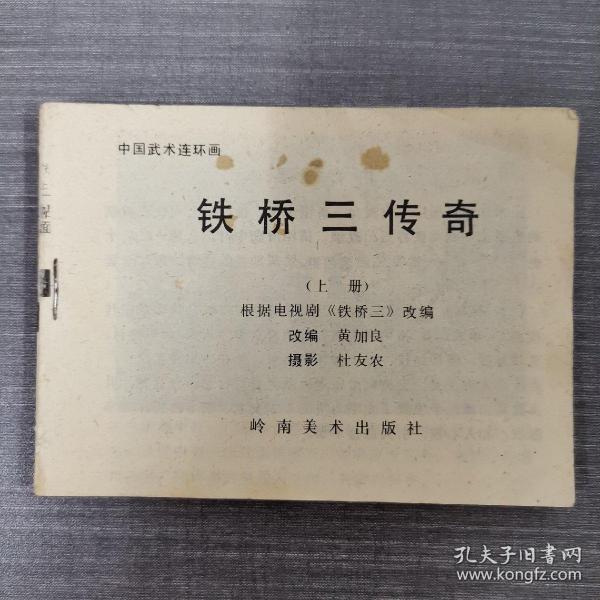 中国武术连环画
铁桥三传奇
（上 册）
根据电视剧《铁桥三》改编
改编 黄加良
摄影 杜友农
岭南美术出版社
孔夫子旧书网
www.kongfz.com